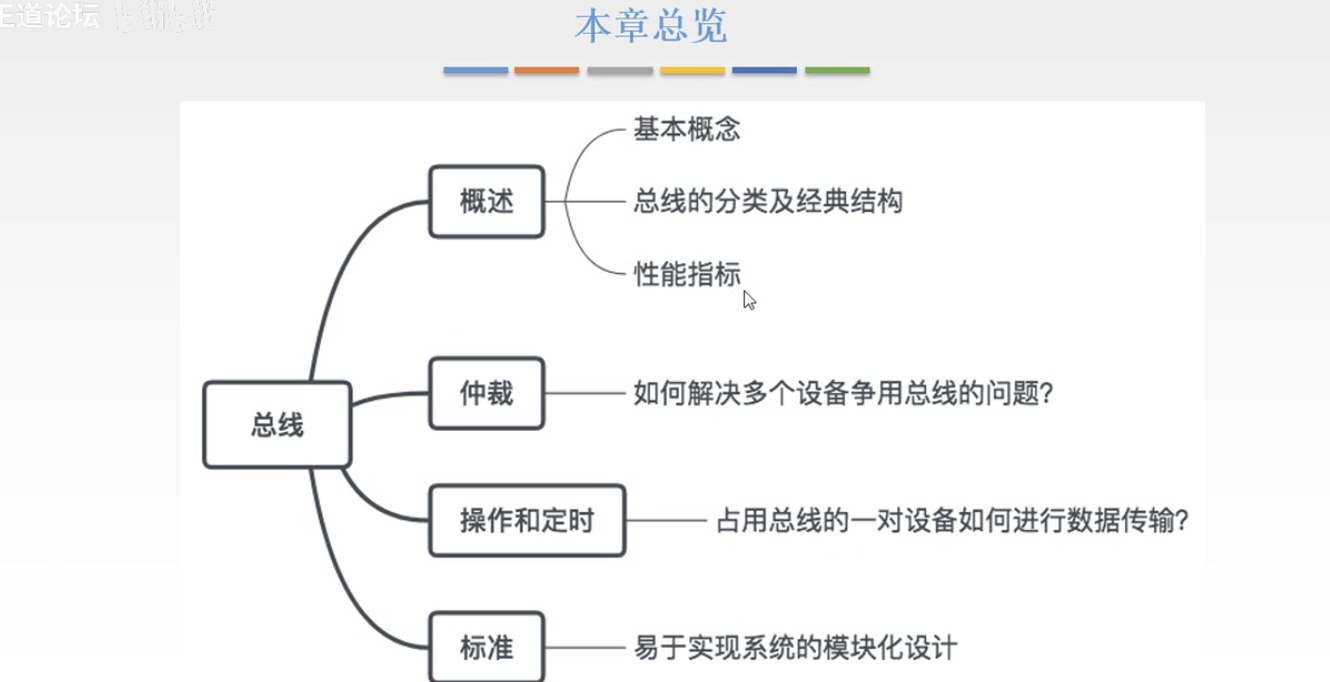 王道论坛
bilibili
本章总览
基本概念
概述
总线的分类及经典结构
性能指标
仲裁
如何解决多个设备争用总线的问题?
总线
操作和定时
占用总线的一对设备如何进行数据传输?
标准
易于实现系统的模块化设计